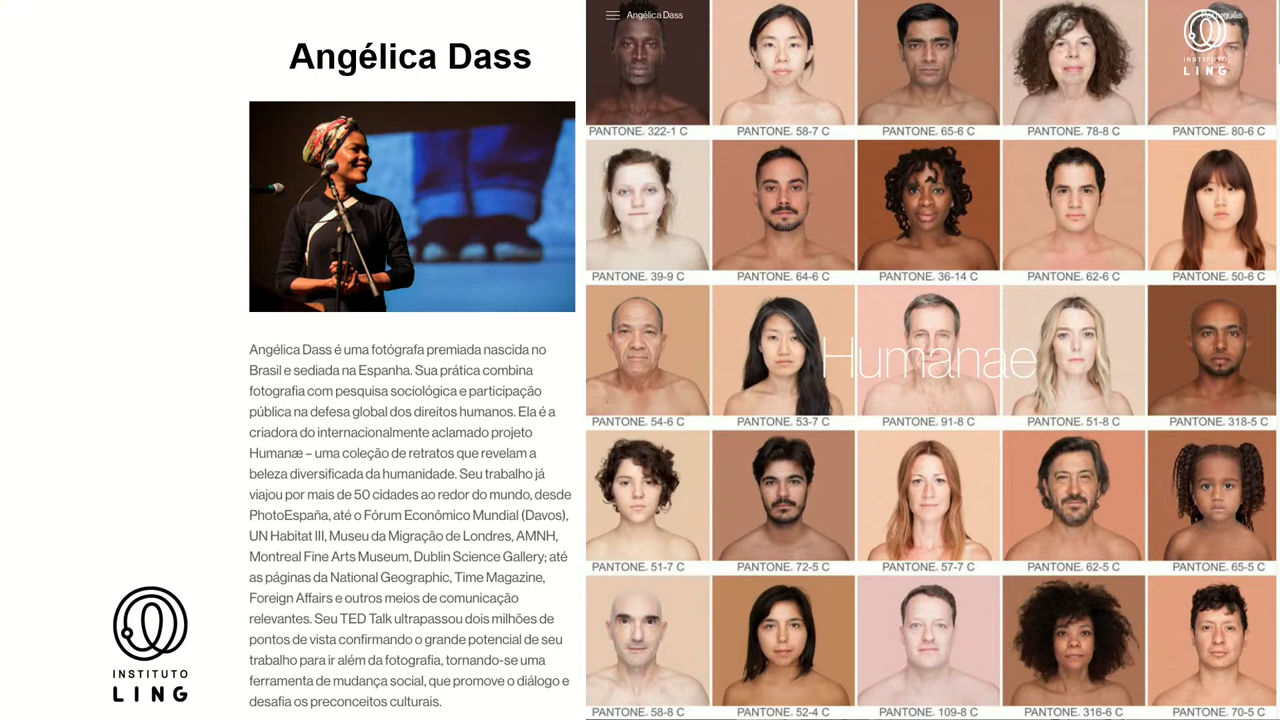 Angélica Dass
Angélica Dass é uma fotógrafa premiada nascida no
Brasil e sediada na Espanha. Sua prática combina
fotografia com pesquisa sociológica e participação
pública na defesa global dos direitos humanos. Ela é a
criadora do internacionalmente aclamado projeto
Humanæ – uma coleção de retratos que revelam a
beleza diversificada da humanidade. Seu trabalho já
viajou por mais de 50 cidades ao redor do mundo, desde
PhotoEspaña, até o Fórum Econômico Mundial (Davos),
UN Habitat III, Museu da Migração de Londres, AMNH,
Montreal Fine Arts Museum, Dublin Science Gallery; até
as páginas da National Geographic, Time Magazine,
Foreign Affairs e outros meios de comunicação
relevantes. Seu TED Talk ultrapassou dois milhões de
pontos de vista confirmando o grande potencial de seu
trabalho para ir além da fotografia, tornando-se uma
ferramenta de mudança social, que promove o diálogo e
desafia os preconceitos culturais.
INSTITUTO
LING
Angélica Dass
Português
INSTITUTO
LING
PANTONE 322-1 C
PANTONE 58-7 C
PANTONE 65-6 C
PANTONE 78-8 C
PANTONE 80-6 C
PANTONE 39-9 C
PANTONE 64-6 C
PANTONE 36-14 C
PANTONE 62-6 C
PANTONE 50-6 C
Humanae
PANTONE 54-6 C
PANTONE 53-7 C
PANTONE 91-8 C
PANTONE 51-8 C
PANTONE 318-5 C
PANTONE 51-7 C
PANTONE 72-5 C
PANTONE 57-7 C
PANTONE 62-5 C
PANTONE 65-5 C
PANTONE 58-8 C
PANTONE 52-4 C
PANTONE 109-8 C
PANTONE 316-6 C
PANTONE 70-5 C